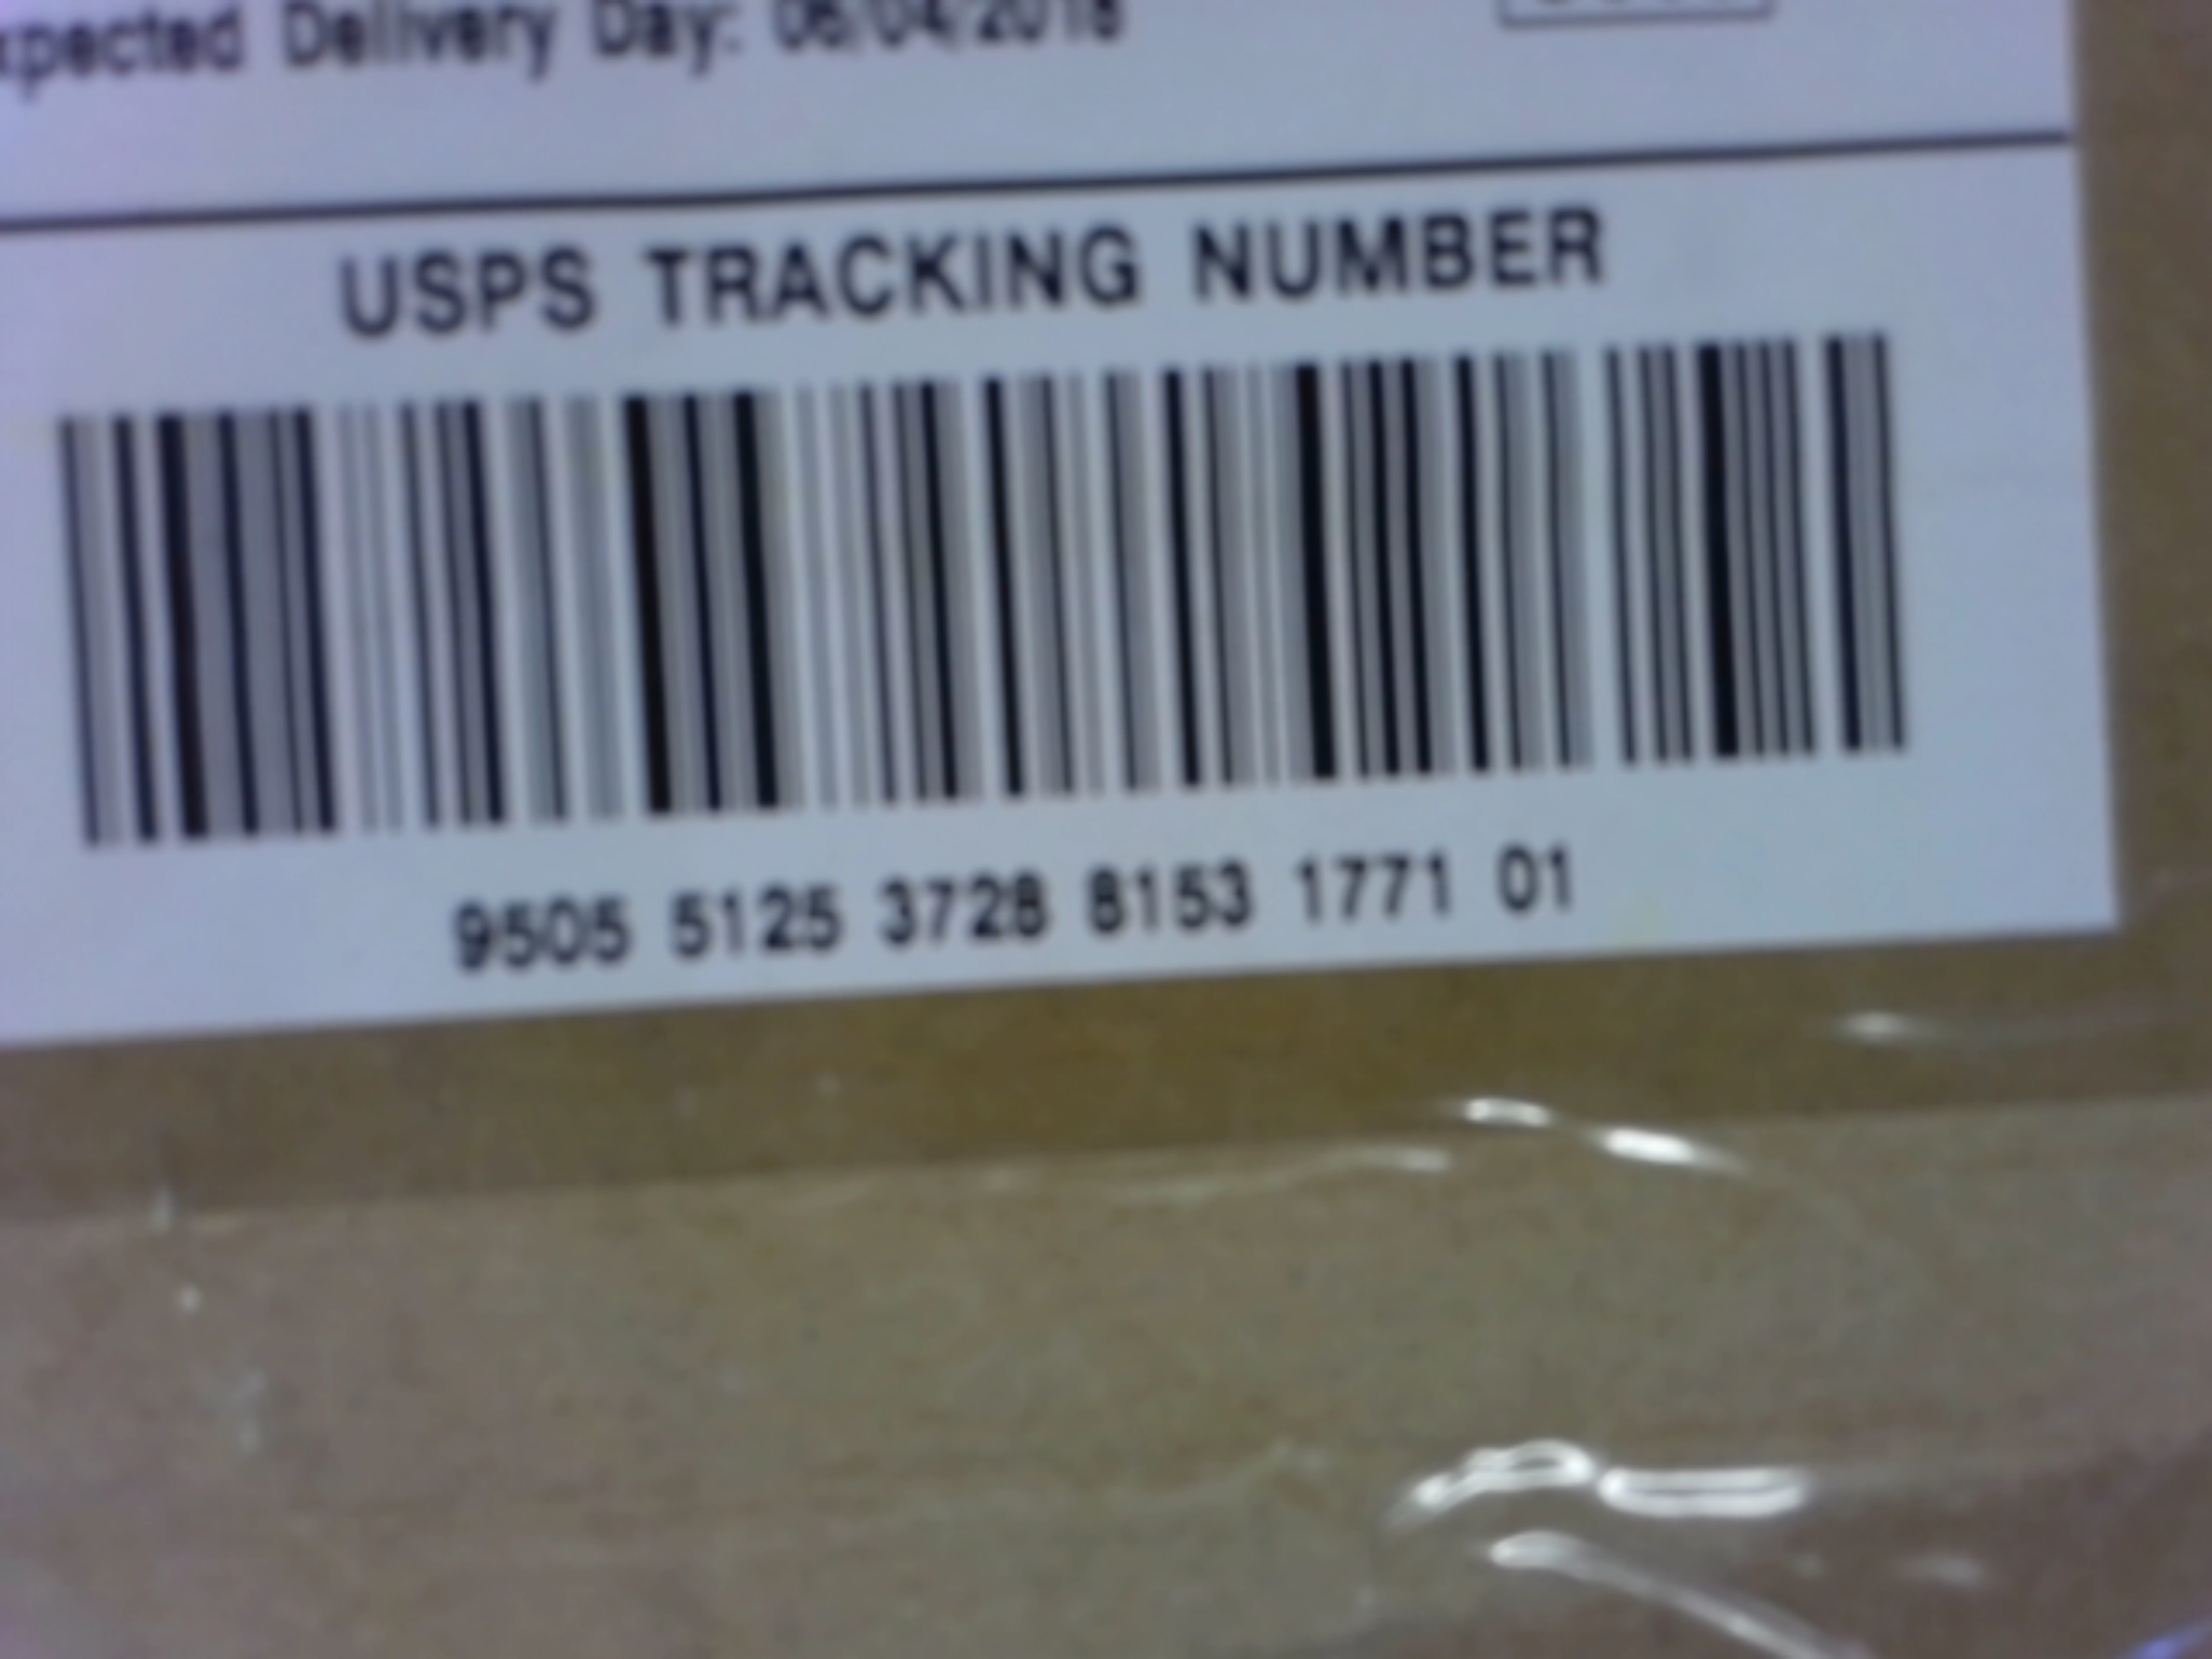 xpected Delivery Day: 06/04/2018
USPS TRACKING NUMBER
9505 5125 3728 8153 1771 01